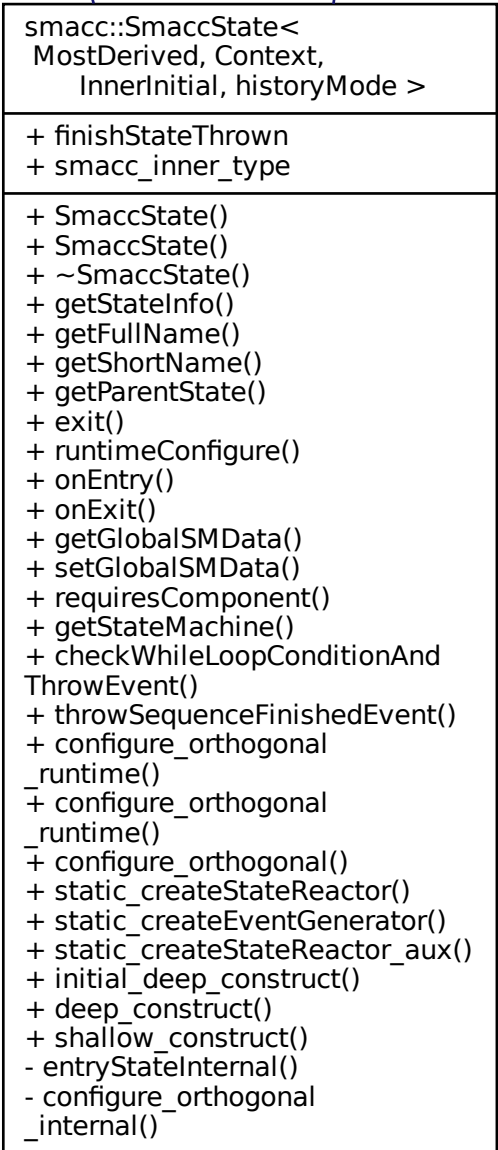 smacc::SmaccState<
MostDerived, Context,
InnerInitial, historyMode >
+ finishStateThrown
+ smacc_inner_type
+ SmaccState()
+ SmaccState()
+ ~SmaccState()
+ getStateInfo()
+ getFullName()
+ getShortName()
+ getParentState()
+ exit()
+ runtimeConfigure()
+ onEntry()
+ onExit()
+ getGlobalSMData()
+ setGlobalSMData()
+ requiresComponent()
+ getStateMachine()
+ checkWhileLoopConditionAnd
ThrowEvent()
+ throwSequenceFinishedEvent()
+ configure_orthogonal
_runtime()
+ configure_orthogonal
_runtime()
+ configure_orthogonal()
+ static_createStateReactor()
+ static_createEventGenerator()
+ static_createStateReactor_aux()
+ initial_deep_construct()
+ deep_construct()
+ shallow_construct()
- entryStateInternal()
- configure_orthogonal
_internal()